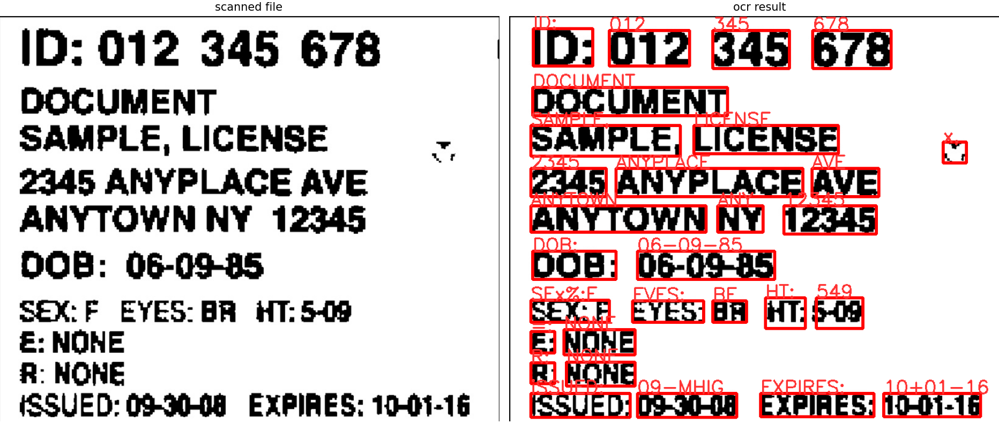 scanned file
ID: 012 345 678
DOCUMENT
SAMPLE, LICENSE
2345 ANYPLACE AVE
ANYTOWN NY 12345
DOB: 06-09-85
SEX: F EYES: BR HT: 5-09
E: NONE
R: NONE
ISSUED: 09-30-08 EXPIRES: 10-01-16
ocr result
ID: 012 345 678
ID: 012 345 678
DOCUMENT
DOCUMENT
SAMPLE, LICENSE
SAMPLE, LICENSE
x,
2345 ANYPLACE AVE
2345 ANYPLACE AVE
ANYTOWN ANY 12345
ANYTOWN NY 12345
DOB: 06-09-85
DOB: 06-09-85
SEx%:F EYES: BE HT: 549
SEX: F EYES: BR HT: 5-09
=: NONE
E: NONE
R: NONE
R: NONE
ISSUED: 09-MHIG EXPIRES: 10+01-16
ISSUED: 09-30-08 EXPIRES: 10-01-16